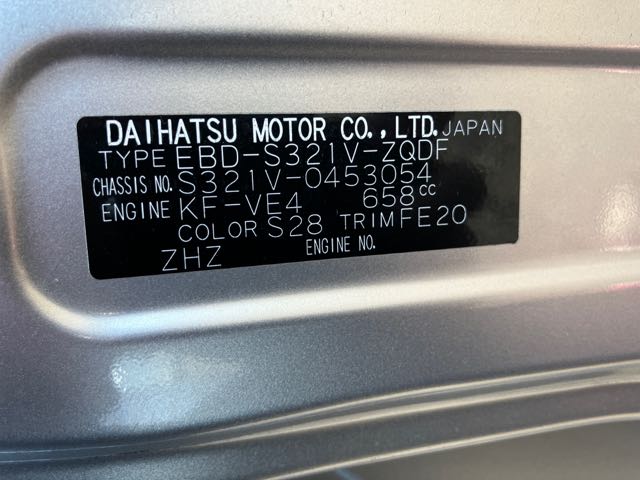 DAIHATSU MOTOR CO., LTD. JAPAN
TYPE EBD-S321V-ZQDF
CHASSIS NO. S321V-0453054
ENGINE KF-VE4 658cc
COLOR S28 TRIM FE20
ZHZ ENGINE NO.